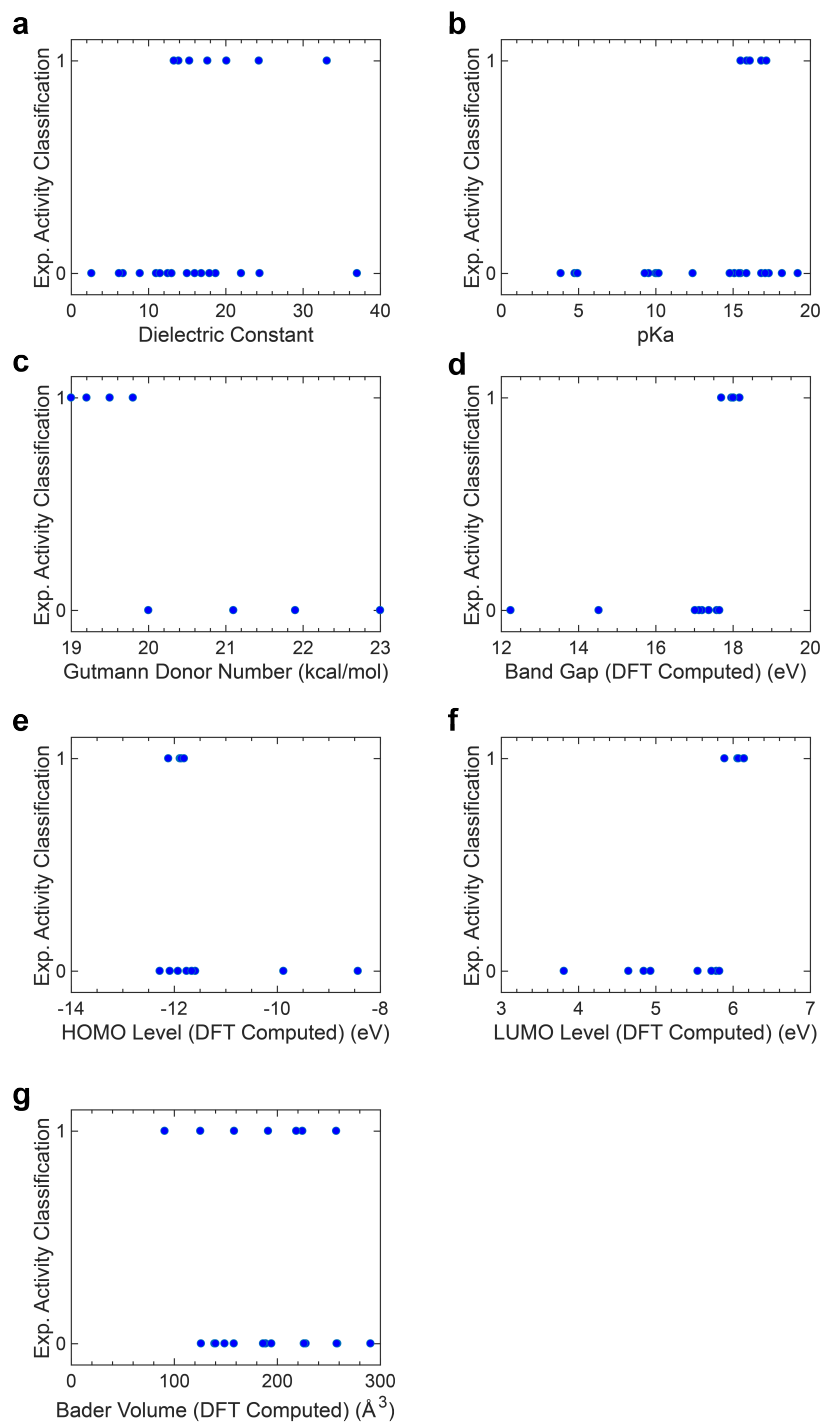 a
Exp. Activity Classification
1
0
0 10 20 30 40
Dielectric Constant
b
Exp. Activity Classification
1
0
0 5 10 15 20
pKa
c
Exp. Activity Classification
1
0
19 20 21 22 23
Gutmann Donor Number (kcal/mol)
d
Exp. Activity Classification
1
0
12 14 16 18 20
Band Gap (DFT Computed) (eV)
e
Exp. Activity Classification
1
0
-14 -12 -10 -8
HOMO Level (DFT Computed) (eV)
f
Exp. Activity Classification
1
0
3 4 5 6 7
LUMO Level (DFT Computed) (eV)
g
Exp. Activity Classification
1
0
0 100 200 300
Bader Volume (DFT Computed) (Å³)